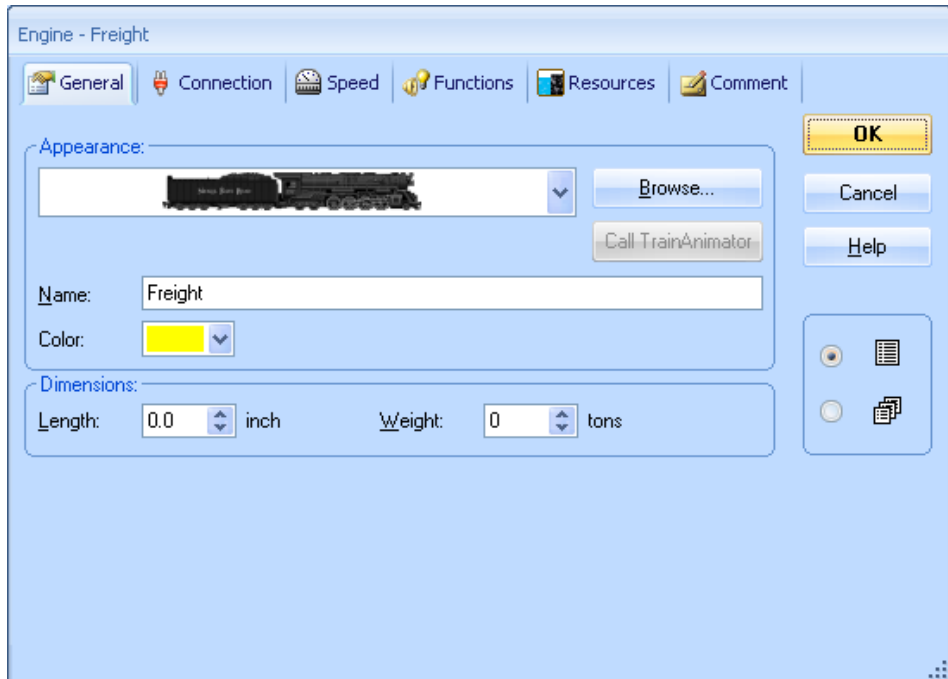 Engine - Freight
General Connection Speed Functions Resources Comment
OK
Appearance:
Browse...
Cancel
Call TrainAnimator
Help
Name: Freight
Color:
Dimensions:
Length: 0.0 inch Weight: 0 tons